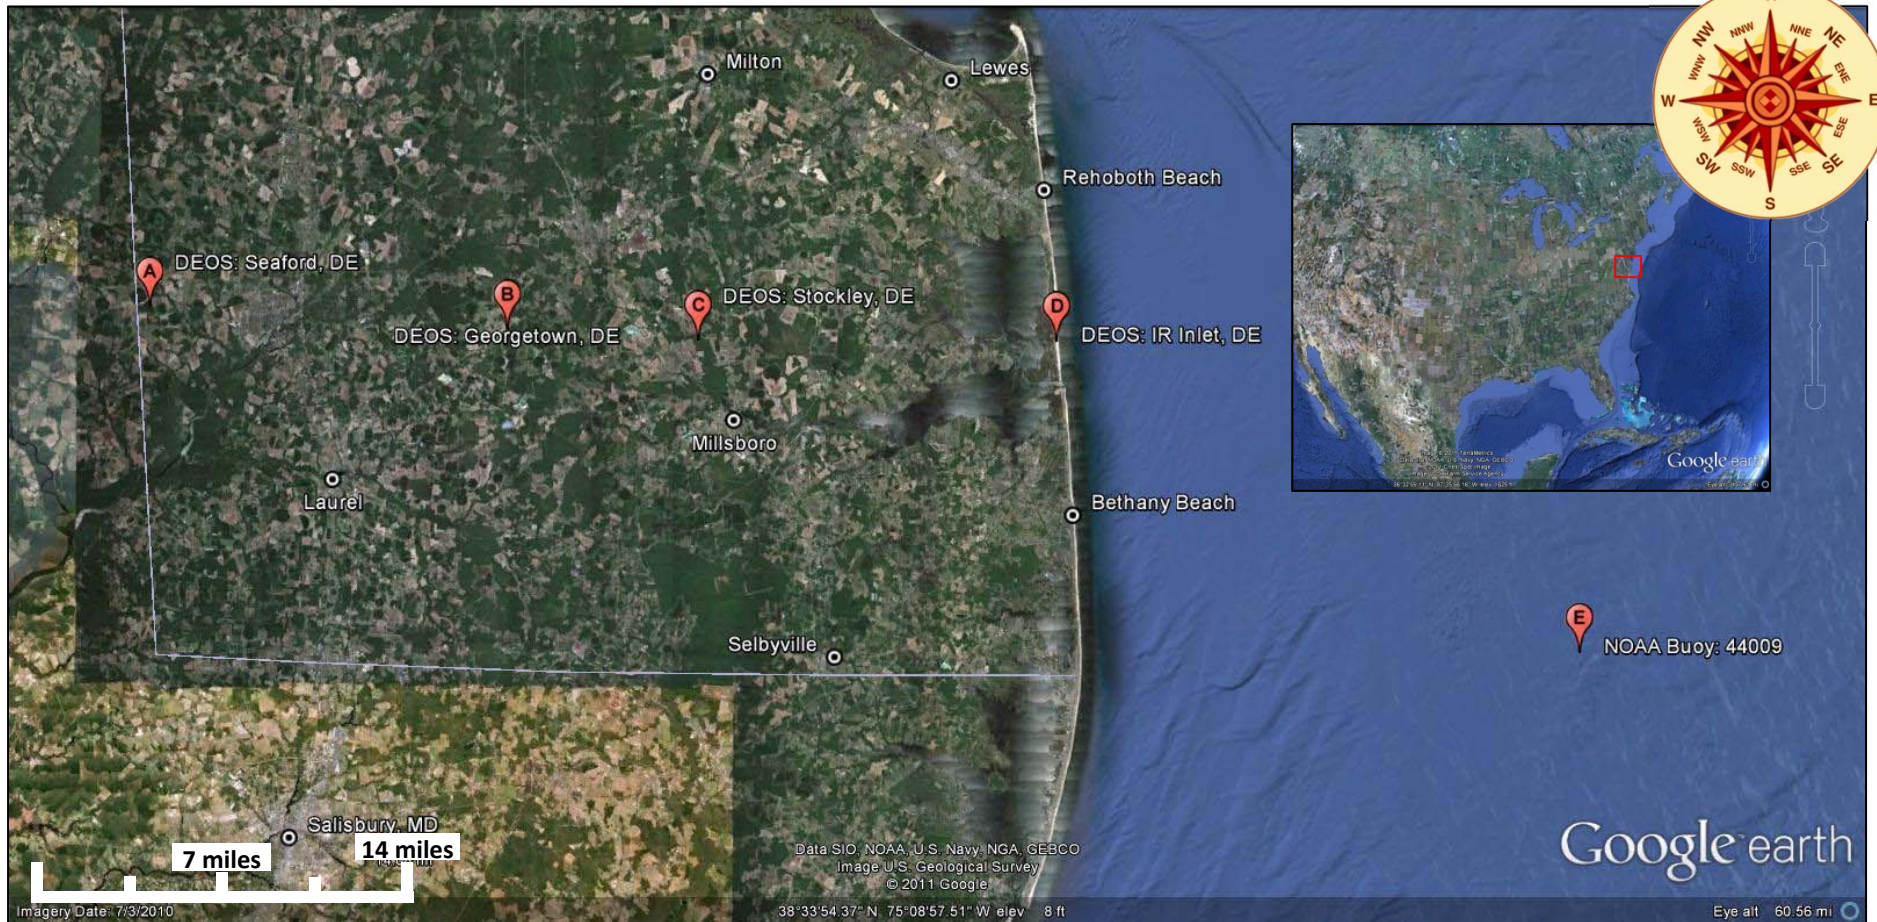 Milton
Lewes
Rehoboth Beach
A
DEOS: Seaford, DE
B
DEOS: Georgetown, DE
C
DEOS: Stockley, DE
D
DEOS: IR Inlet, DE
Millsboro
Laurel
Bethany Beach
Selbyville
E
NOAA Buoy: 44009
Salisbury, MD
7 miles
14 miles
NNW
NNE
NW
NE
WNW
ENE
W
E
WSW
ESE
SW
SE
SSW
SSE
S
Google earth
Data SIO, NOAA, U.S. Navy, NGA, GEBCO
Image U.S. Geological Survey
© 2011 Google
Google earth
Imagery Date: 7/3/2010
38°33'54.37" N 75°08'57.51" W elev 8 ft
Eye alt 60.56 mi